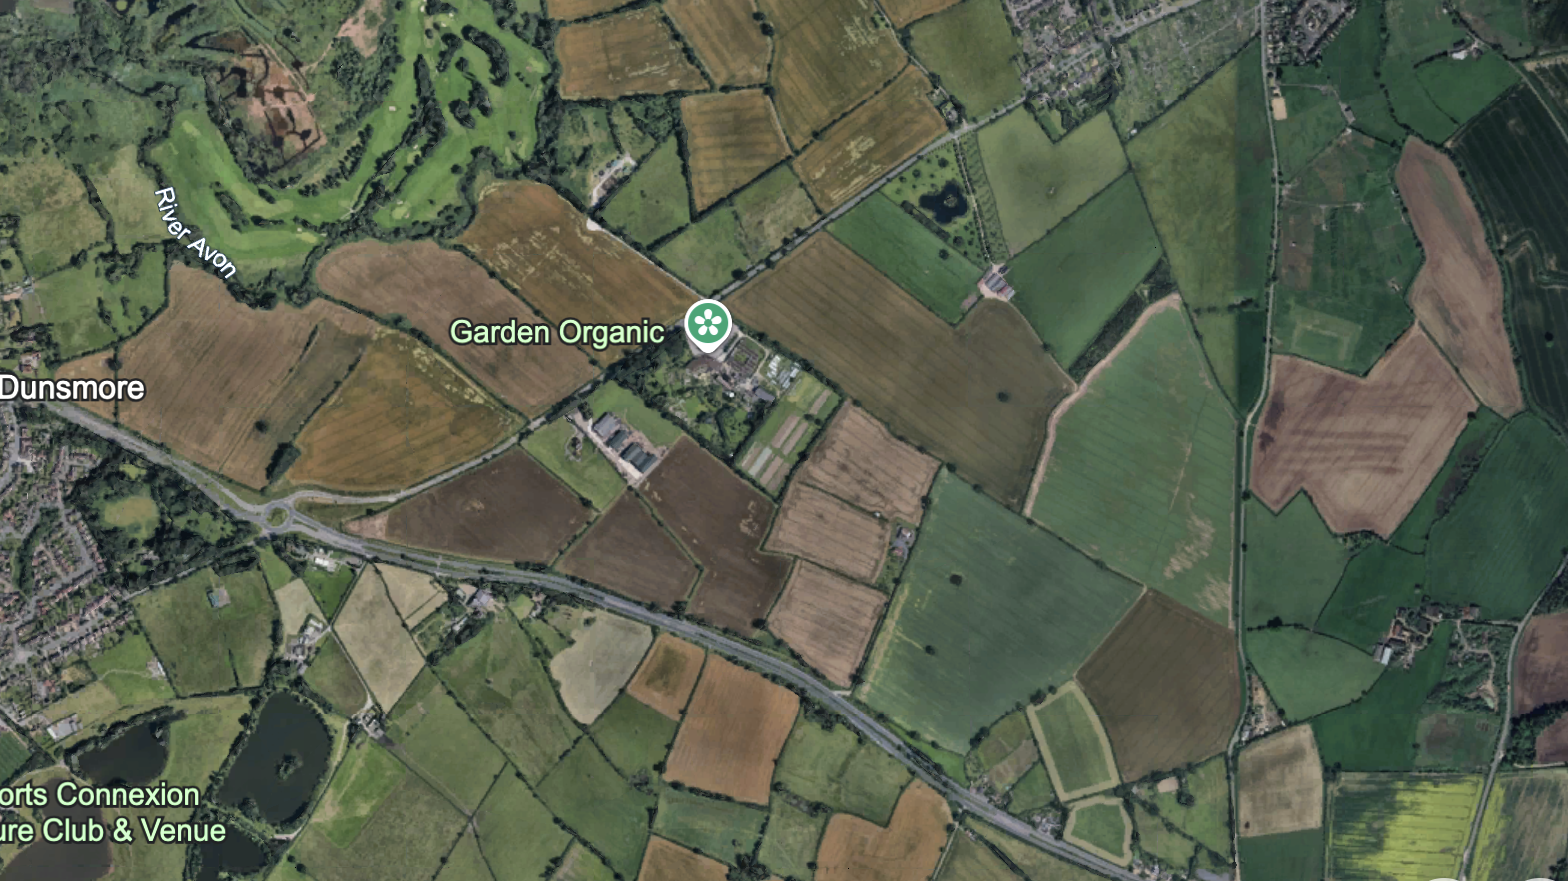 River Avon
Garden Organic
Dunsmore
orts Connexion
ure Club & Venue